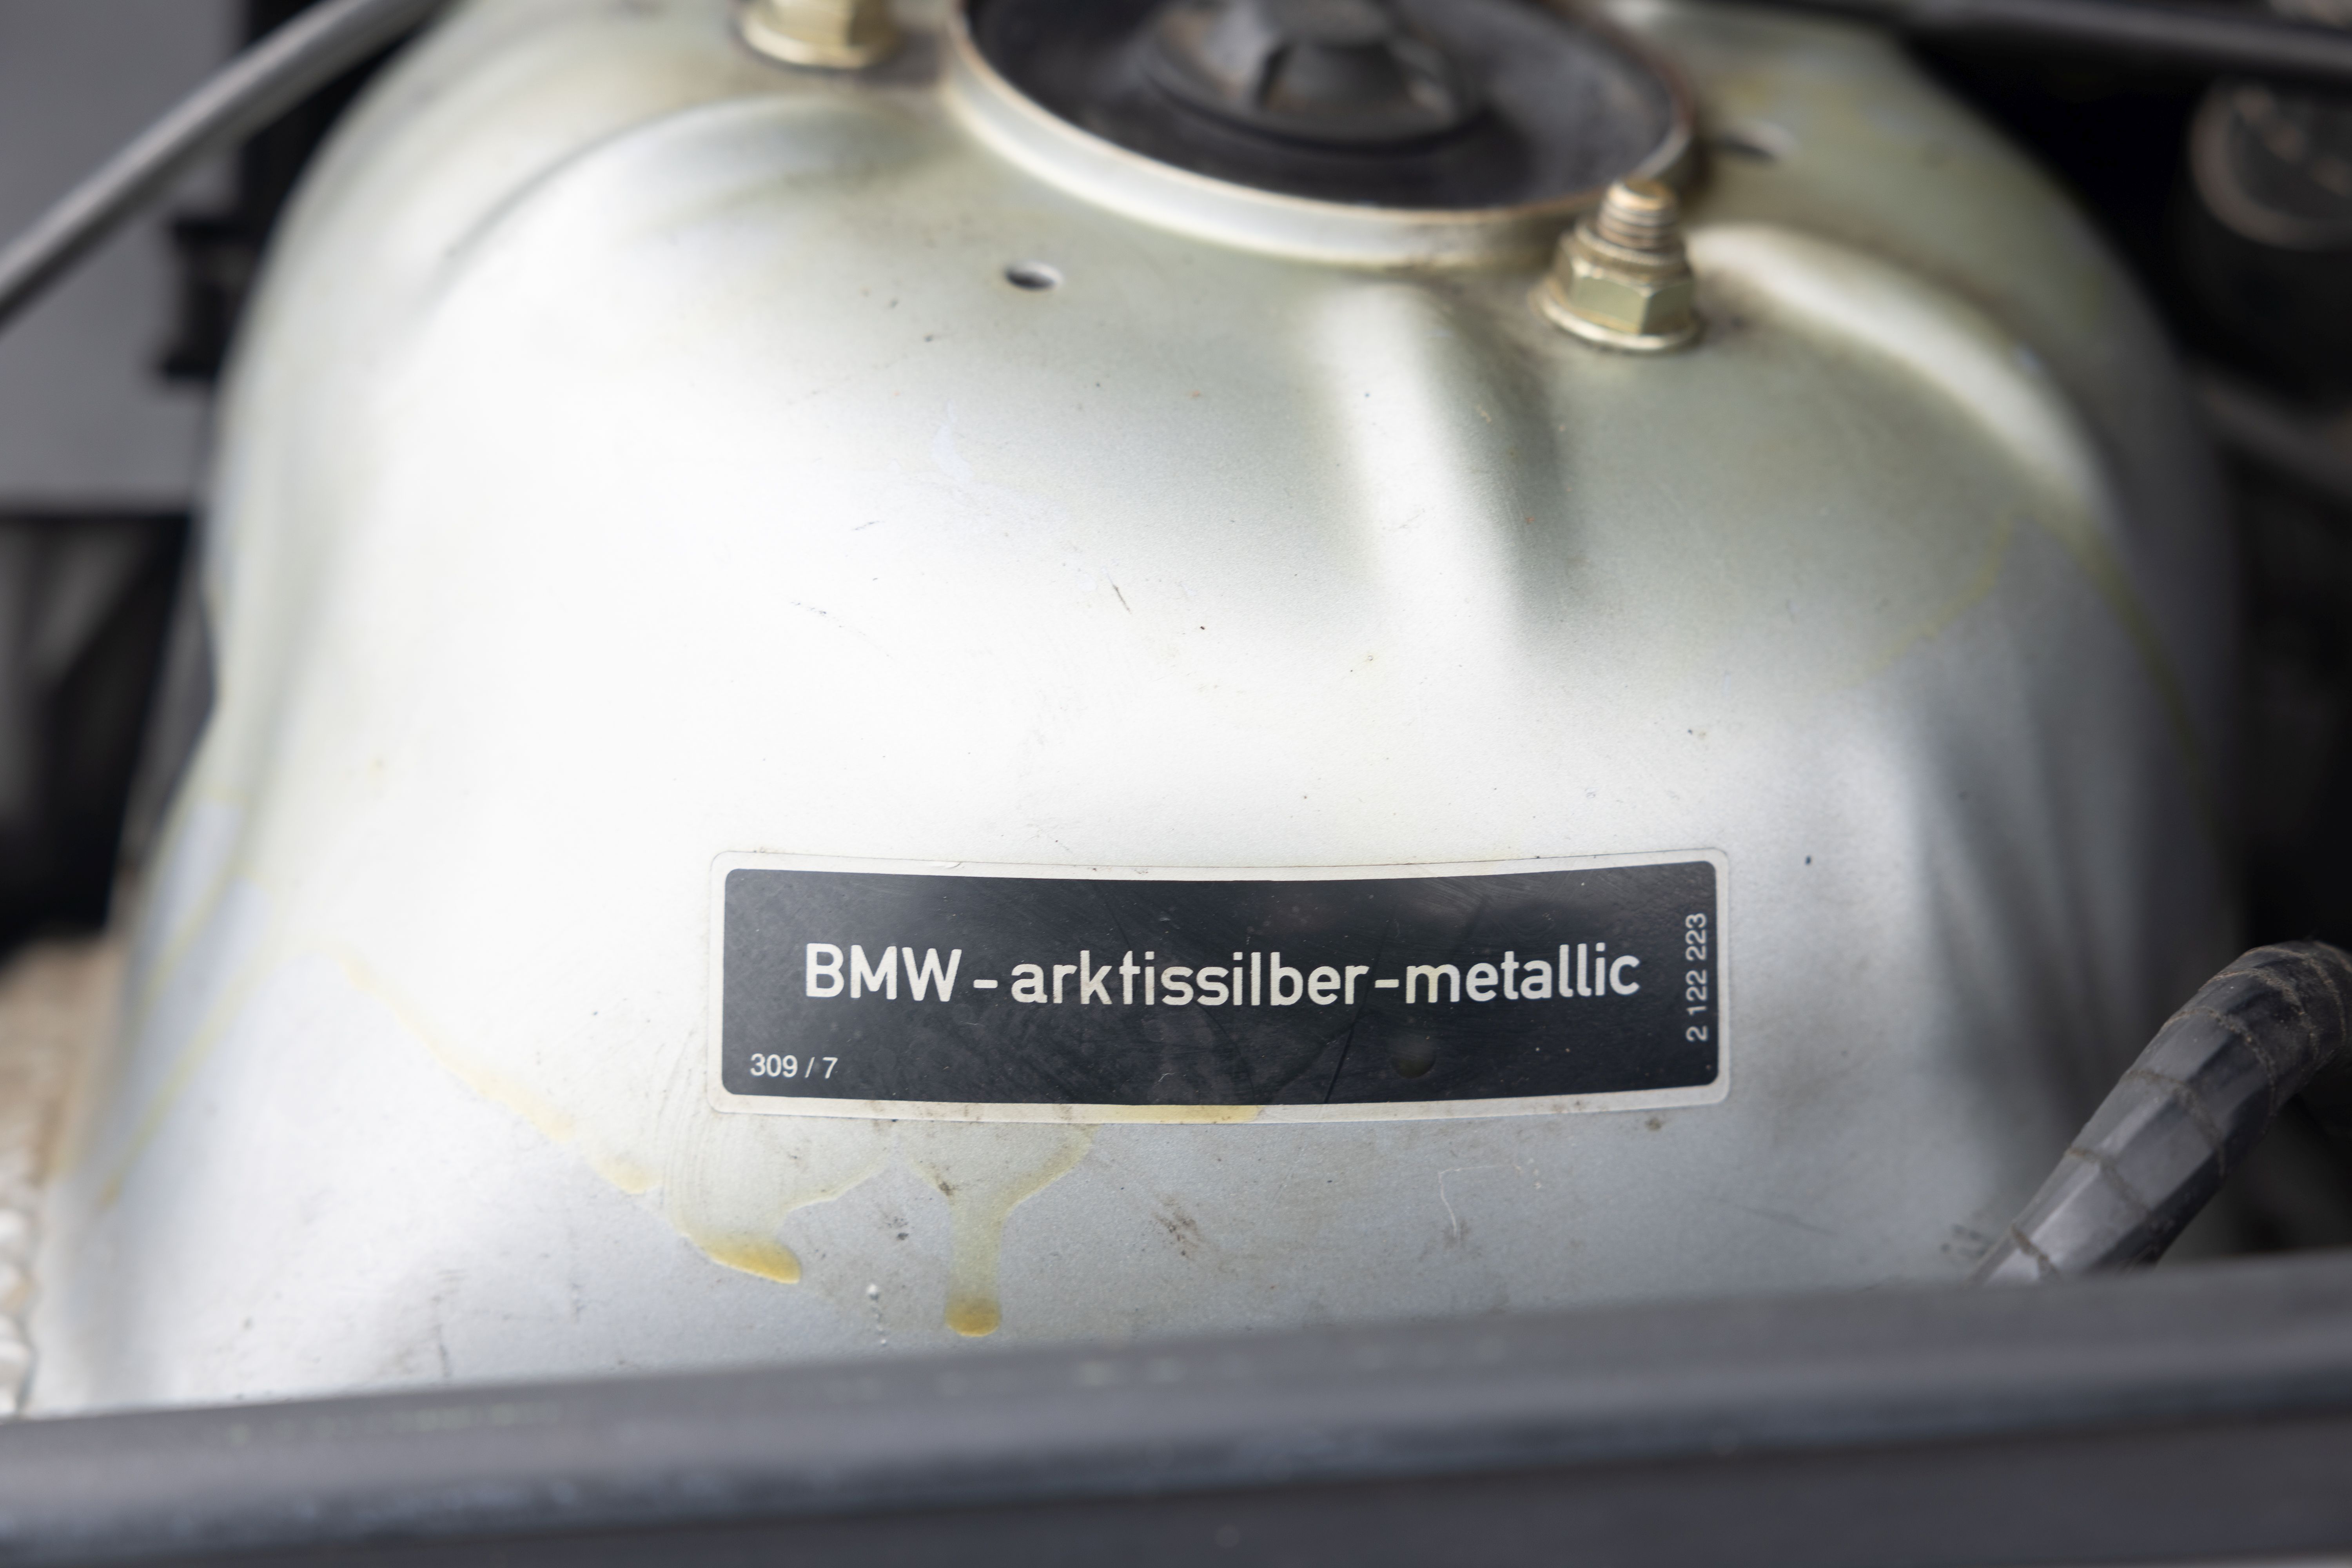 BMW-arktissilber-metallic
309 / 7
2 122 223